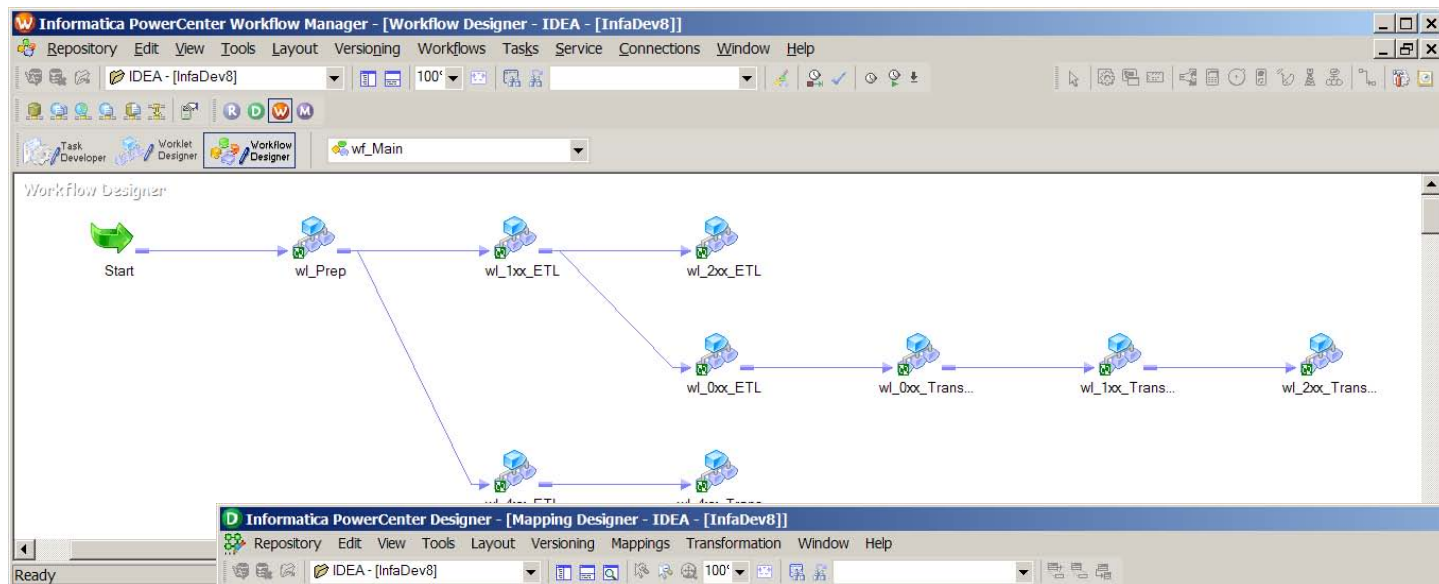 Informatica PowerCenter Workflow Manager - [Workflow Designer - IDEA - [InfaDev8]]
Repository Edit View Tools Layout Versioning Workflows Tasks Service Connections Window Help
IDEA - [InfaDev8] 100%
R D W M
Task Developer Worklet Designer Workflow Designer wf_Main
Workflow Designer
Start wl_Prep wl_1xx_ETL wl_2xx_ETL
wl_0xx_ETL wl_0xx_Trans... wl_1xx_Trans... wl_2xx_Trans...
D Informatica PowerCenter Designer - [Mapping Designer - IDEA - [InfaDev8]]
Repository Edit View Tools Layout Versioning Mappings Transformation Window Help
Ready IDEA - [InfaDev8] 100%